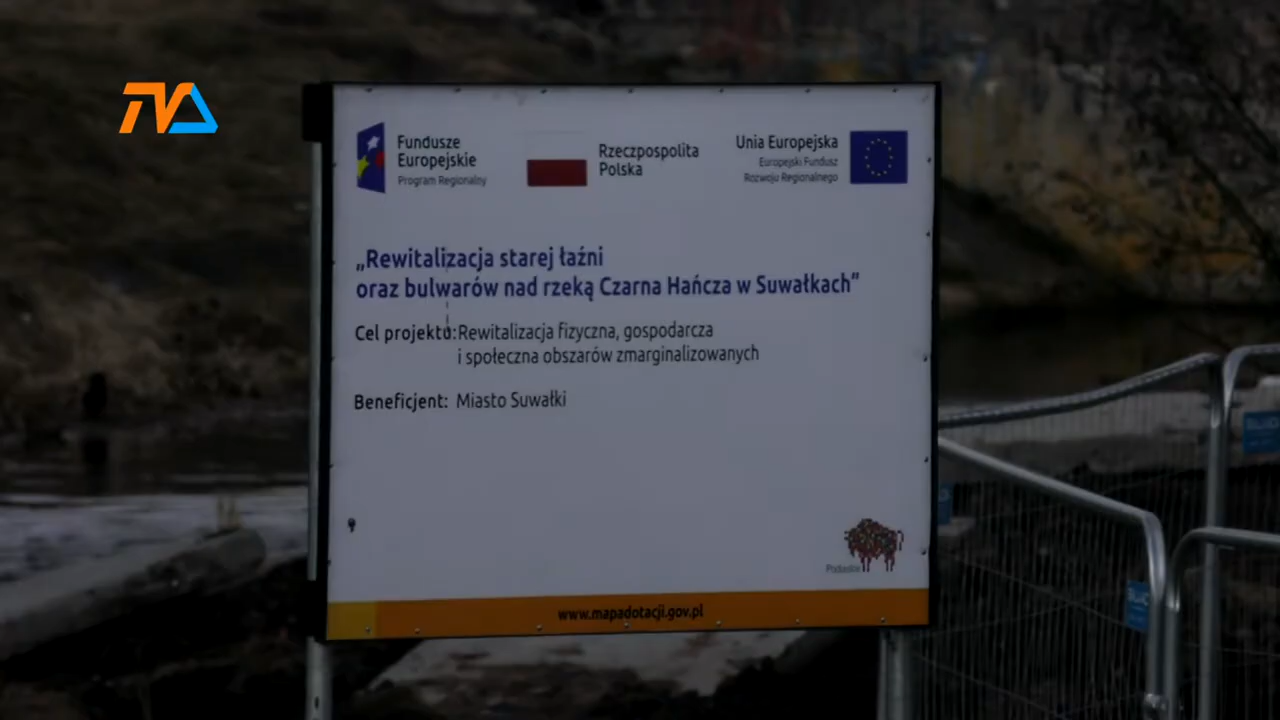 TVA
Fundusze
Europejskie
Program Regionalny
Rzeczpospolita
Polska
Unia Europejska
Europejski Fundusz
Rozwoju Regionalnego
„Rewitalizacja starej łaźni
oraz bulwarów nad rzeką Czarna Hańcza w Suwałkach”
Cel projektu: Rewitalizacja fizyczna, gospodarcza
i społeczna obszarów zmarginalizowanych
Beneficjent: Miasto Suwałki
Podlaskie
www.mapadotacji.gov.pl